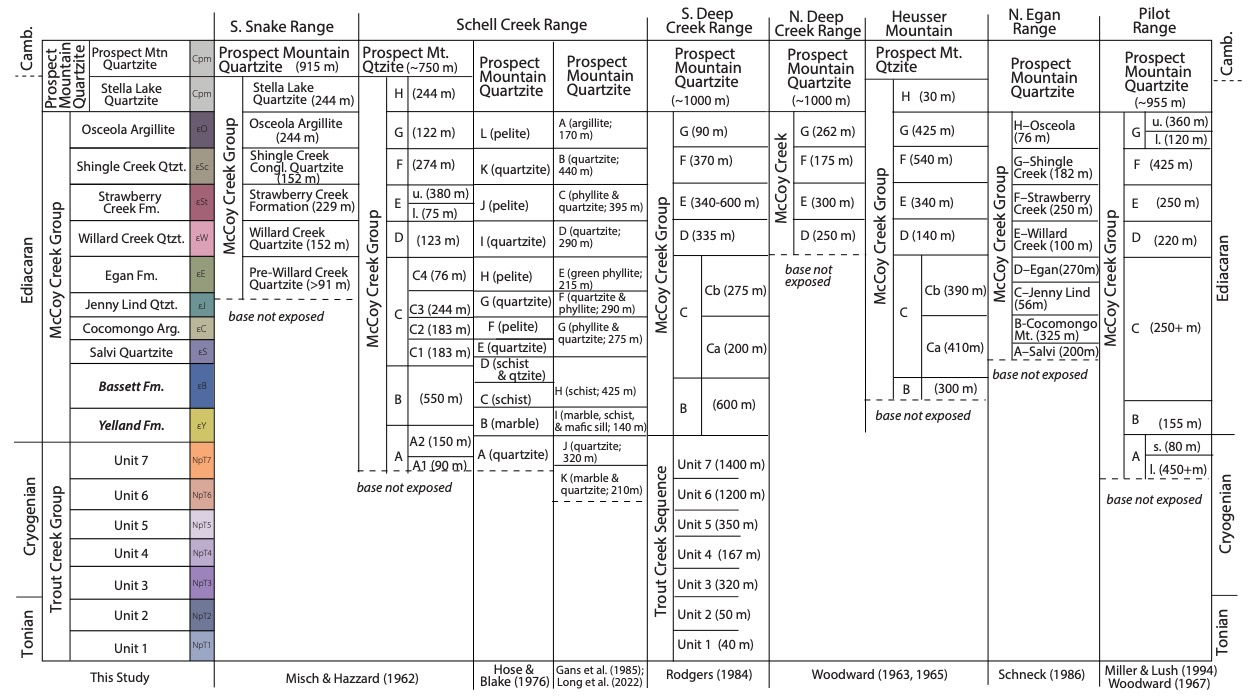 S. Snake Range
Schell Creek Range
S. Deep
Creek Range
N. Deep
Creek Range
Heusser
Mountain
N. Egan
Range
Pilot
Range
Camb.
Ediacaran
Cryogenian
Tonian
Prospect
Mountain
Quartzite
McCoy Creek Group
Trout Creek Group
Prospect Mtn
Quartzite
Cpm
Stella Lake
Quartzite
Cpm
Osceola Argillite
εO
Shingle Creek Qtzt.
εSc
Strawberry
Creek Fm.
εSt
Willard Creek Qtzt.
εW
Egan Fm.
εE
Jenny Lind Qtzt.
εJ
Cocomongo Arg.
εC
Salvi Quartzite
εS
Bassett Fm.
εB
Yelland Fm.
εY
Unit 7
NpT7
Unit 6
NpT6
Unit 5
NpT5
Unit 4
NpT4
Unit 3
NpT3
Unit 2
NpT2
Unit 1
NpT1
This Study
Prospect Mountain
Quartzite (915 m)
McCoy Creek Group
Stella Lake
Quartzite (244 m)
Osceola Argillite
(244 m)
Shingle Creek
Congl. Quartzite
(152 m)
Strawberry Creek
Formation (229 m)
Willard Creek
Quartzite (152 m)
Pre-Willard Creek
Quartzite (>91 m)
base not exposed
Prospect Mt.
Qtzite (~750 m)
McCoy Creek Group
H (244 m)
G (122 m)
F (274 m)
E
u. (380 m)
l. (75 m)
D (123 m)
C
C4 (76 m)
C3 (244 m)
C2 (183 m)
C1 (183 m)
B (550 m)
A
A2 (150 m)
A1 (90 m)
base not exposed
Misch & Hazzard (1962)
Prospect
Mountain
Quartzite
L (pelite)
K (quartzite)
J (pelite)
I (quartzite)
H (pelite)
G (quartzite)
F (pelite)
E (quartzite)
D (schist
& qtzite)
C (schist)
B (marble)
A (quartzite)
Hose &
Blake (1976)
Prospect
Mountain
Quartzite
A (argillite;
170 m)
B (quartzite;
440 m)
C (phyllite &
quartzite; 395 m)
D (quartzite;
290 m)
E (green phyllite;
215 m)
F (quartzite &
phyllite; 290 m)
G (phyllite &
quartzite; 275 m)
H (schist; 425 m)
I (marble, schist,
& mafic sill; 140 m)
J (quartzite;
320 m)
K (marble &
quartzite; 210m)
Gans et al. (1985);
Long et al. (2022)
Prospect
Mountain
Quartzite
(~1000 m)
G (90 m)
F (370 m)
E (340-600 m)
D (335 m)
C
Cb (275 m)
Ca (200 m)
B
(600 m)
Trout Creek Sequence
Unit 7 (1400 m)
Unit 6 (1200 m)
Unit 5 (350 m)
Unit 4 (167 m)
Unit 3 (320 m)
Unit 2 (50 m)
Unit 1 (40 m)
Rodgers (1984)
Prospect
Mountain
Quartzite
(~1000 m)
McCoy Creek
G (262 m)
F (175 m)
E (300 m)
D (250 m)
base not
exposed
Prospect Mt.
Qtzite
McCoy Creek Group
H (30 m)
G (425 m)
F (540 m)
E (340 m)
D (140 m)
C
Cb (390 m)
Ca (410m)
B
(300 m)
base not exposed
Woodward (1963, 1965)
Prospect
Mountain
Quartzite
McCoy Creek Group
H–Osceola
(76 m)
G–Shingle
Creek (182 m)
F–Strawberry
Creek (250 m)
E–Willard
Creek (100 m)
D–Egan(270m)
C–Jenny Lind
(56m)
B-Cocomongo
Mt. (325 m)
A–Salvi (200m)
base not exposed
Schneck (1986)
Prospect
Mountain
Quartzite
(~955 m)
McCoy Creek Group
G
u. (360 m)
l. (120 m)
F (425 m)
E (250 m)
D (220 m)
C (250+ m)
B (155 m)
A
s. (80 m)
l. (450+m)
base not exposed
Miller & Lush (1994)
Woodward (1967)
Camb.
Ediacaran
Cryogenian
Tonian